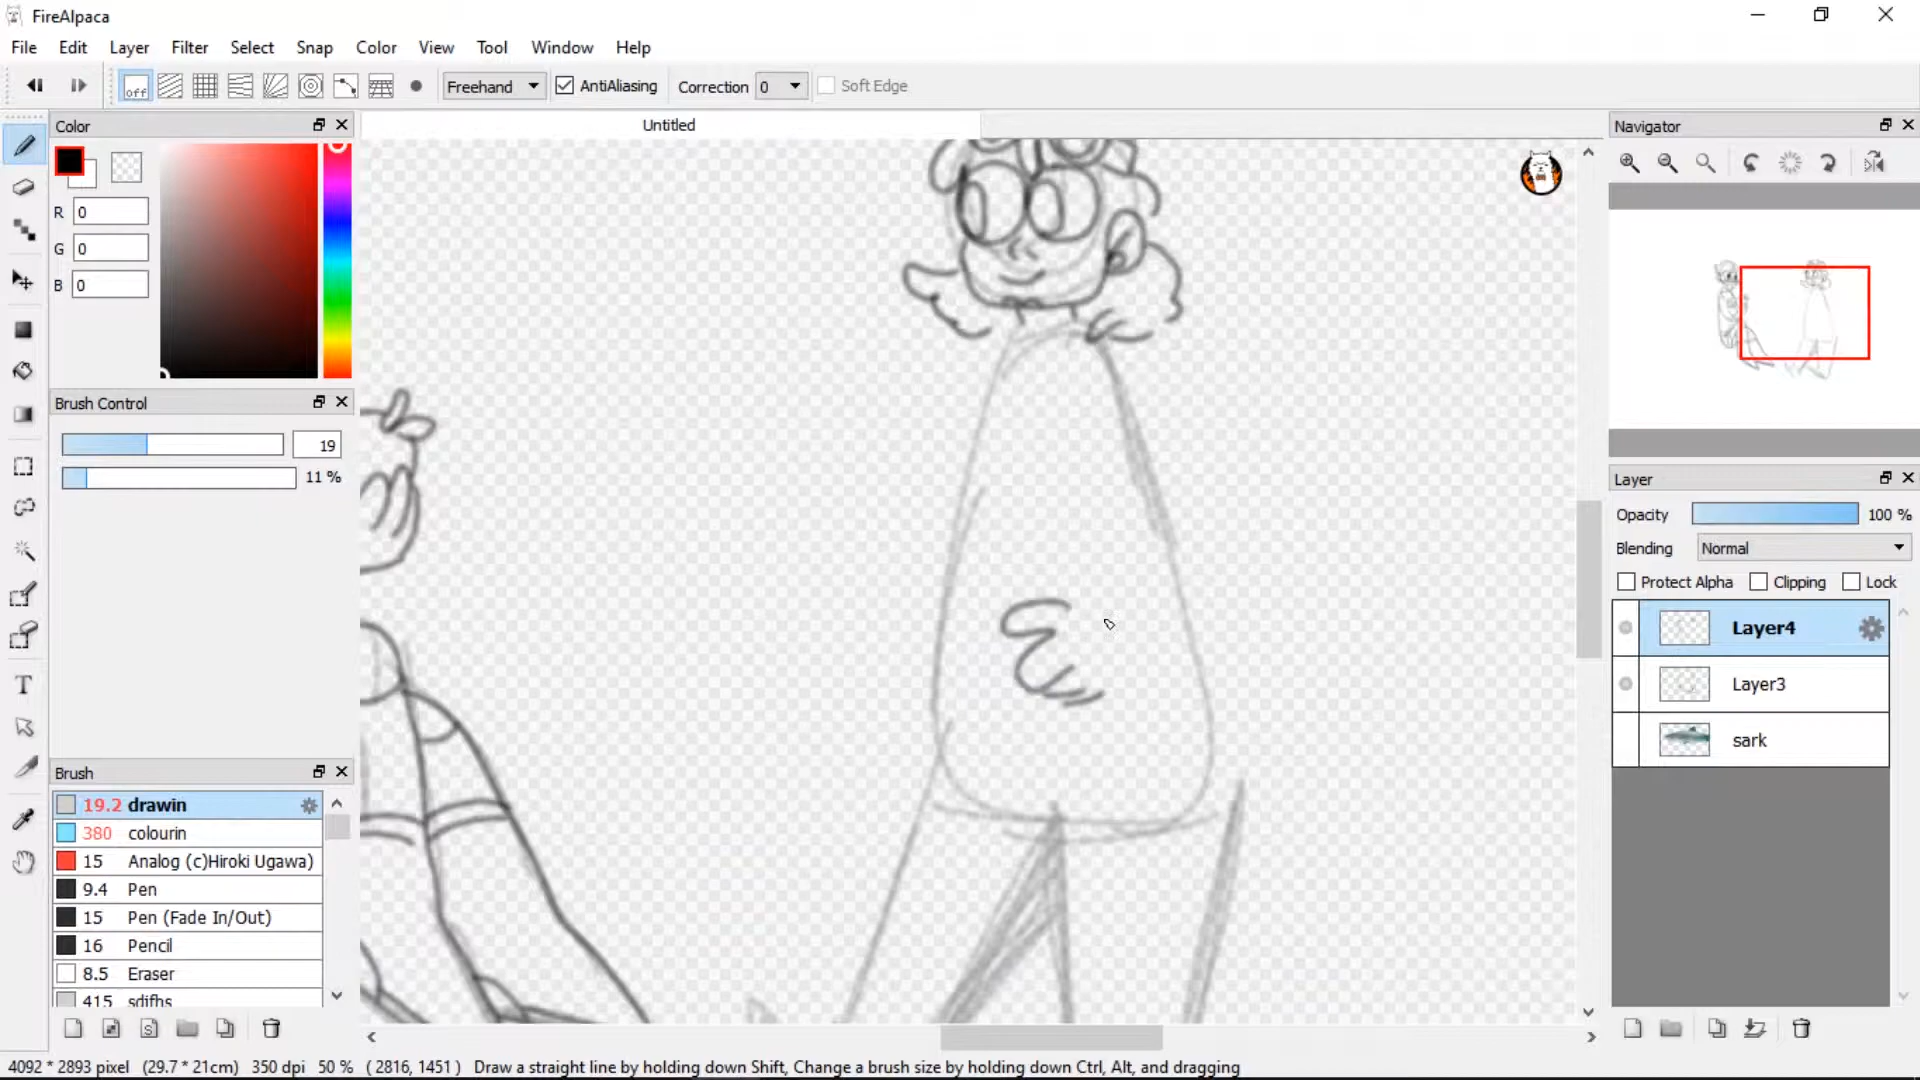 FireAlpaca
File Edit Layer Filter Select Snap Color View Tool Window Help
off Freehand AntiAliasing Correction 0 Soft Edge
Color
Untitled
Navigator
R 0
G 0
B 0
Brush Control
19
11 %
Layer
Opacity 100 %
Blending Normal
Protect Alpha Clipping Lock
Layer4
Layer3
sark
Brush
19.2 drawin
380 colourin
15 Analog (c)Hiroki Ugawa)
9.4 Pen
15 Pen (Fade In/Out)
16 Pencil
8.5 Eraser
415 sdifhs
T
S
4092 * 2893 pixel (29.7 * 21cm) 350 dpi 50 % ( 2816, 1451 ) Draw a straight line by holding down Shift, Change a brush size by holding down Ctrl, Alt, and dragging